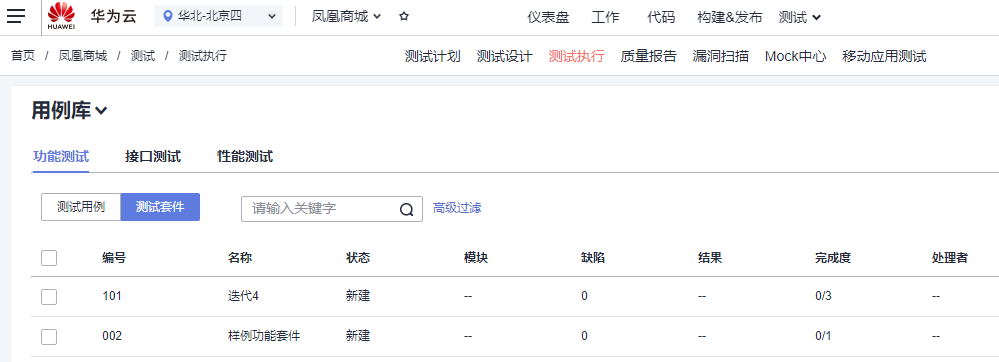 HUAWEI 华为云 华北-北京四 凤凰商城 仪表盘 工作 代码 构建&发布 测试
首页 / 凤凰商城 / 测试 / 测试执行 测试计划 测试设计 测试执行 质量报告 漏洞扫描 Mock中心 移动应用测试
用例库
功能测试 接口测试 性能测试
测试用例 测试套件 请输入关键字 高级过滤
编号 名称 状态 模块 缺陷 结果 完成度 处理者
101 迭代4 新建 -- 0 -- 0/3 --
002 样例功能套件 新建 -- 0 -- 0/1 --